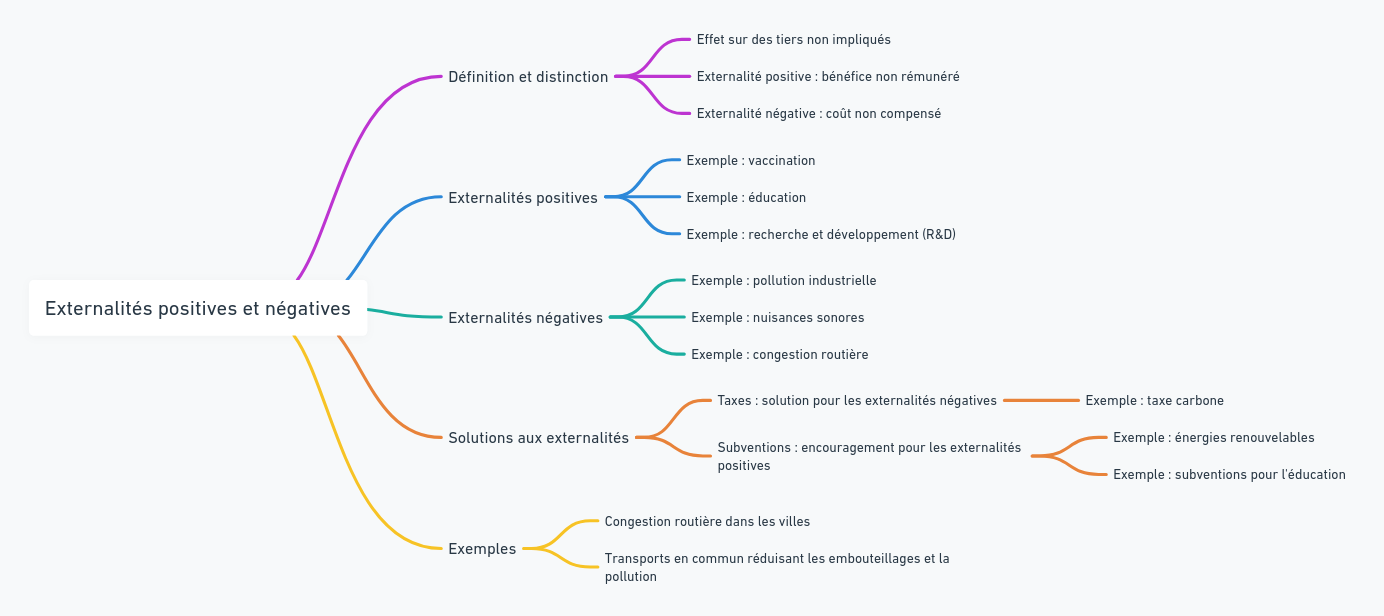 Externalités positives et négatives
Définition et distinction
Effet sur des tiers non impliqués
Externalité positive : bénéfice non rémunéré
Externalité négative : coût non compensé
Externalités positives
Exemple : vaccination
Exemple : éducation
Exemple : recherche et développement (R&D)
Externalités négatives
Exemple : pollution industrielle
Exemple : nuisances sonores
Exemple : congestion routière
Solutions aux externalités
Taxes : solution pour les externalités négatives
Exemple : taxe carbone
Subventions : encouragement pour les externalités
positives
Exemple : énergies renouvelables
Exemple : subventions pour l'éducation
Exemples
Congestion routière dans les villes
Transports en commun réduisant les embouteillages et la
pollution